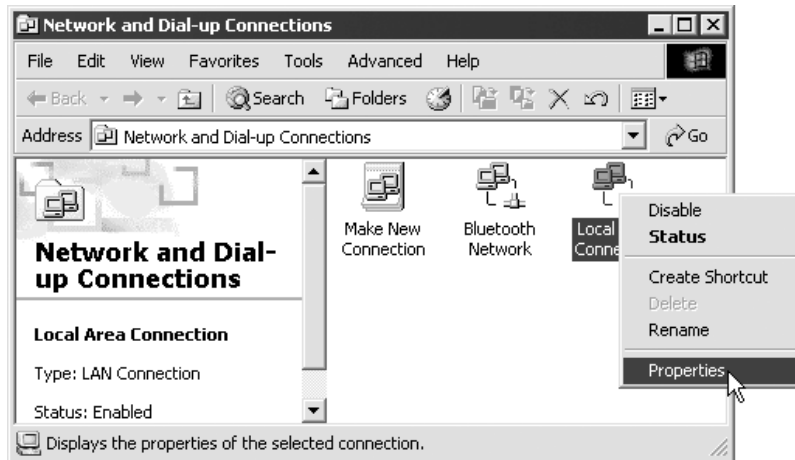 Network and Dial-up Connections
File Edit View Favorites Tools Advanced Help
Back Search Folders
Address Network and Dial-up Connections Go
Network and Dial-
up Connections
Local Area Connection
Type: LAN Connection
Status: Enabled
Make New
Connection
Bluetooth
Network
Local
Conne
Disable
Status
Create Shortcut
Delete
Rename
Properties
Displays the properties of the selected connection.